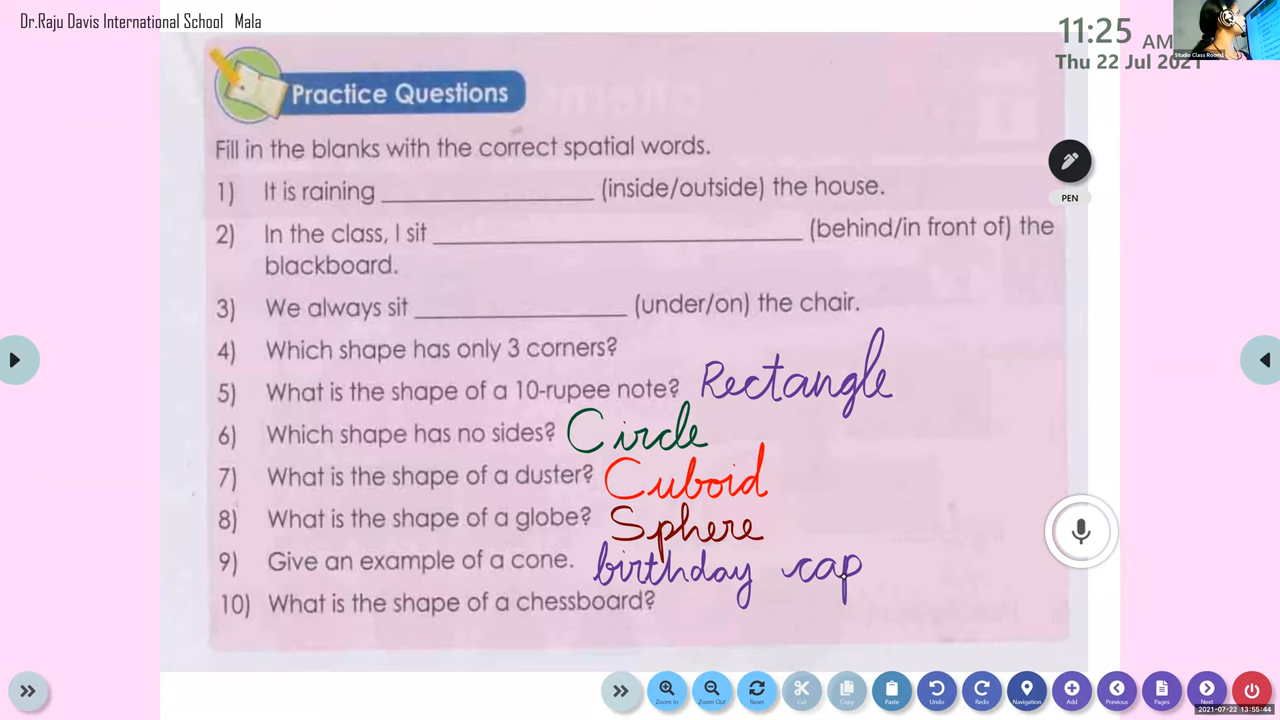 Dr.Raju Davis International School Mala
11:25 AM
Thu 22 Jul 2021
Studio Class Room
Practice Questions
Fill in the blanks with the correct spatial words.
1) It is raining ____________ (inside/outside) the house.
2) In the class, I sit ____________ (behind/in front of) the
blackboard.
3) We always sit ____________ (under/on) the chair.
4) Which shape has only 3 corners?
5) What is the shape of a 10-rupee note? Rectangle
6) Which shape has no sides? Circle
7) What is the shape of a duster? Cuboid
8) What is the shape of a globe? Sphere
9) Give an example of a cone. birthday cap
10) What is the shape of a chessboard?
PEN
Zoom In Zoom Out Reset Cut Copy Paste Undo Redo Navigation Add Previous Pages Next
2021-07-22 13:55:44